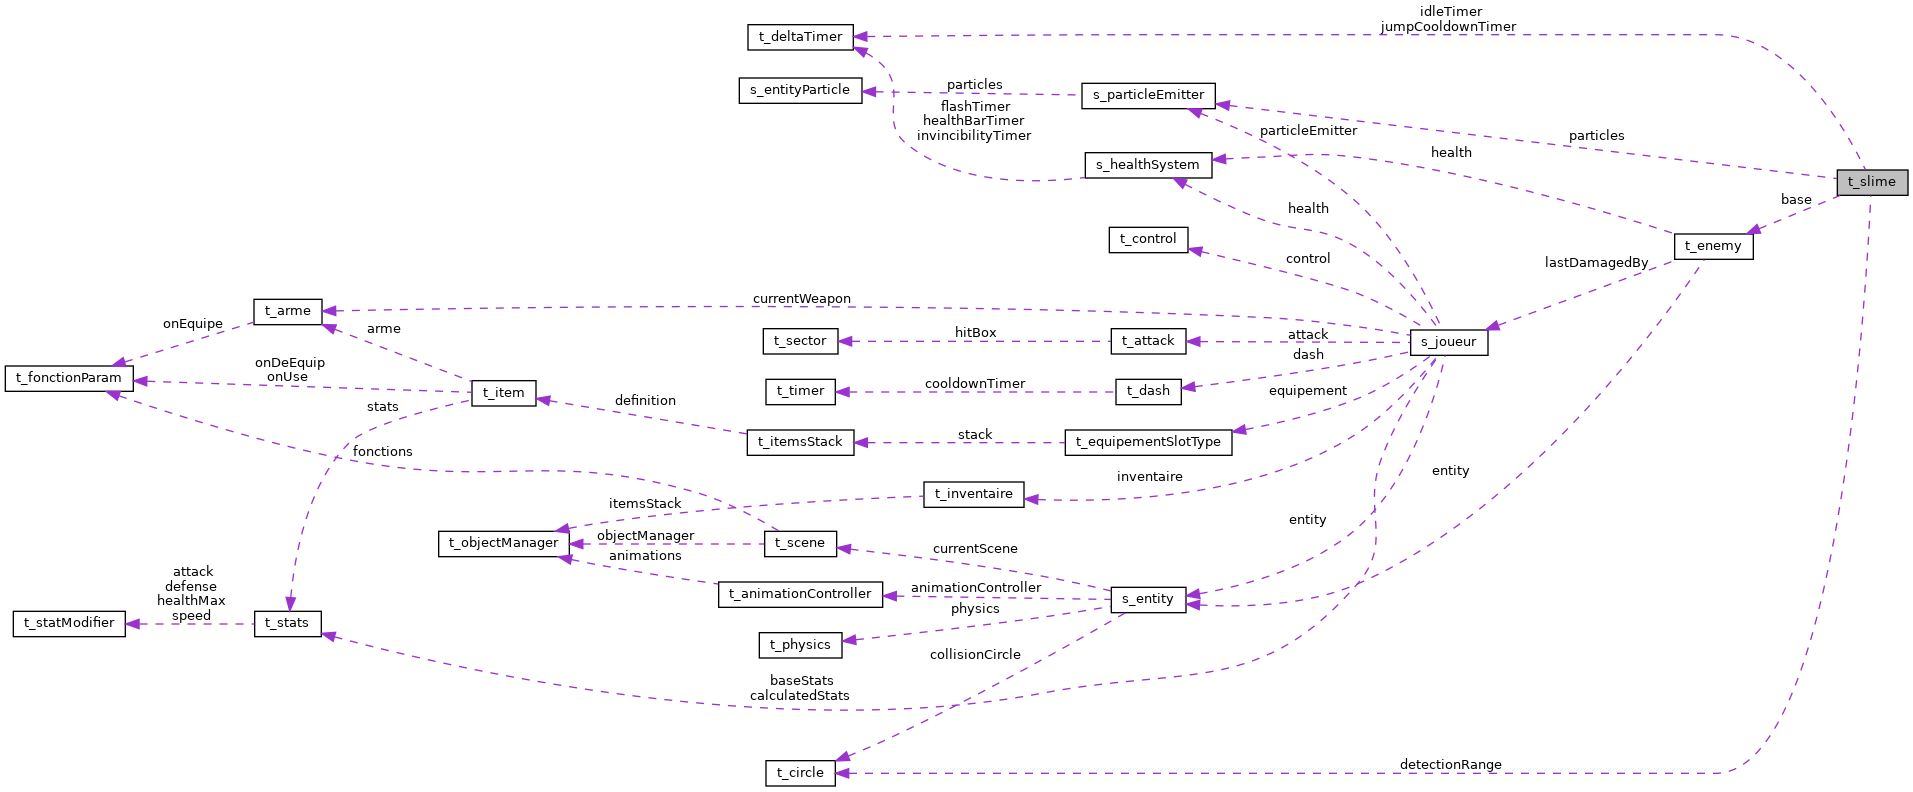 idleTimer
jumpCooldownTimer
t_deltaTimer
s_entityParticle
particles
s_particleEmitter
flashTimer
healthBarTimer
invincibilityTimer
particleEmitter
particles
health
s_healthSystem
t_slime
base
health
t_control
control
t_enemy
lastDamagedBy
currentWeapon
t_arme
onEquipe
arme
t_sector
hitBox
t_attack
attack
s_joueur
dash
onDeEquip
onUse
t_fonctionParam
t_item
t_timer
cooldownTimer
t_dash
equipement
stats
definition
t_itemsStack
stack
t_equipementSlotType
fonctions
entity
inventaire
t_inventaire
itemsStack
entity
t_objectManager
objectManager
t_scene
currentScene
animations
attack
defense
healthMax
speed
t_animationController
animationController
s_entity
physics
t_statModifier
t_stats
t_physics
collisionCircle
baseStats
calculatedStats
t_circle
detectionRange